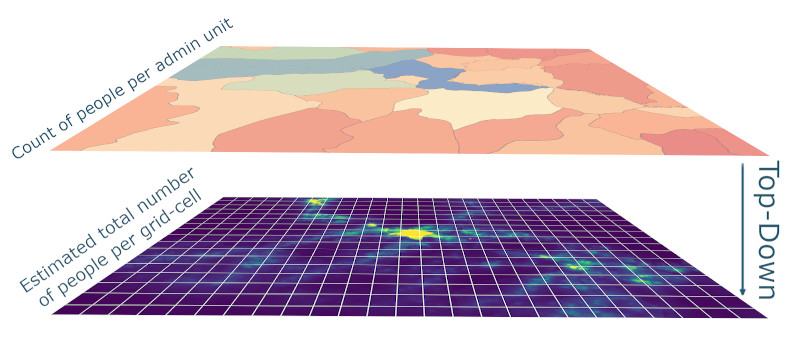 Count of people per admin unit
Estimated total number
of people per grid-cell
Top-Down